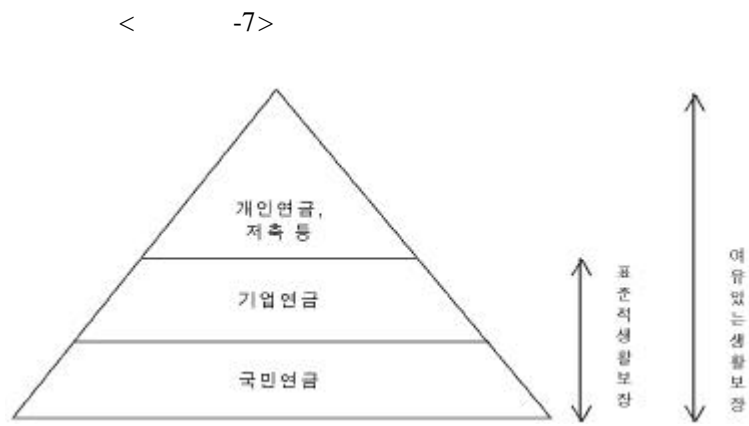 < -7>
개인연금,
저축 등
기업연금
국민연금
표준적생활보장
여유있는생활보장